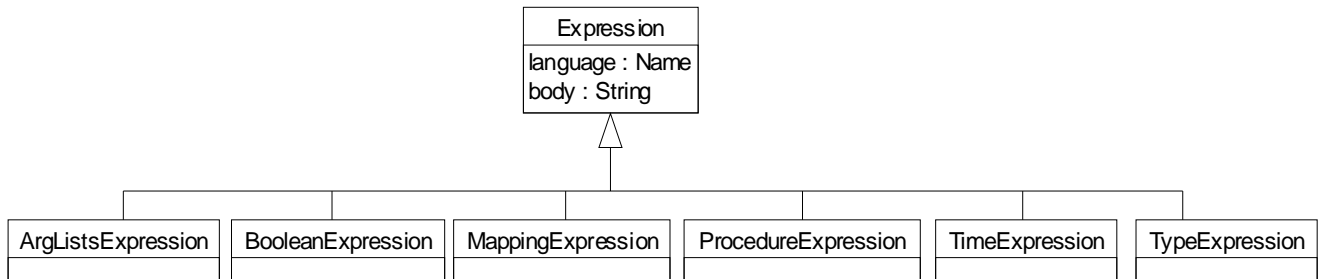 Expression
language : Name
body : String
ArgListsExpression
BooleanExpression
MappingExpression
ProcedureExpression
TimeExpression
TypeExpression